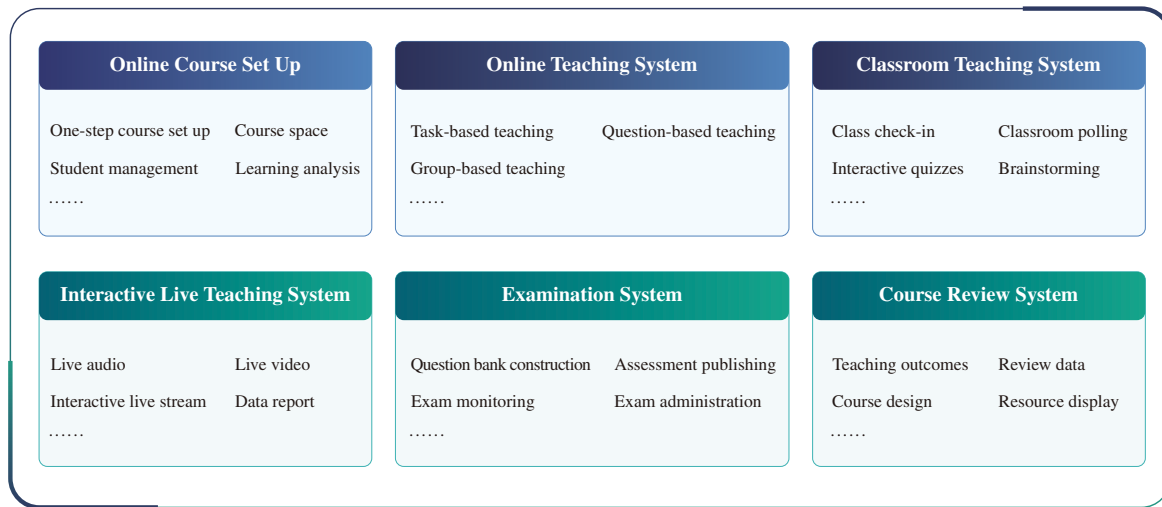 Online Course Set Up
One-step course set up Course space
Student management Learning analysis
……
Online Teaching System
Task-based teaching Question-based teaching
Group-based teaching
……
Classroom Teaching System
Class check-in Classroom polling
Interactive quizzes Brainstorming
……
Interactive Live Teaching System
Live audio Live video
Interactive live stream Data report
……
Examination System
Question bank construction Assessment publishing
Exam monitoring Exam administration
……
Course Review System
Teaching outcomes Review data
Course design Resource display
……